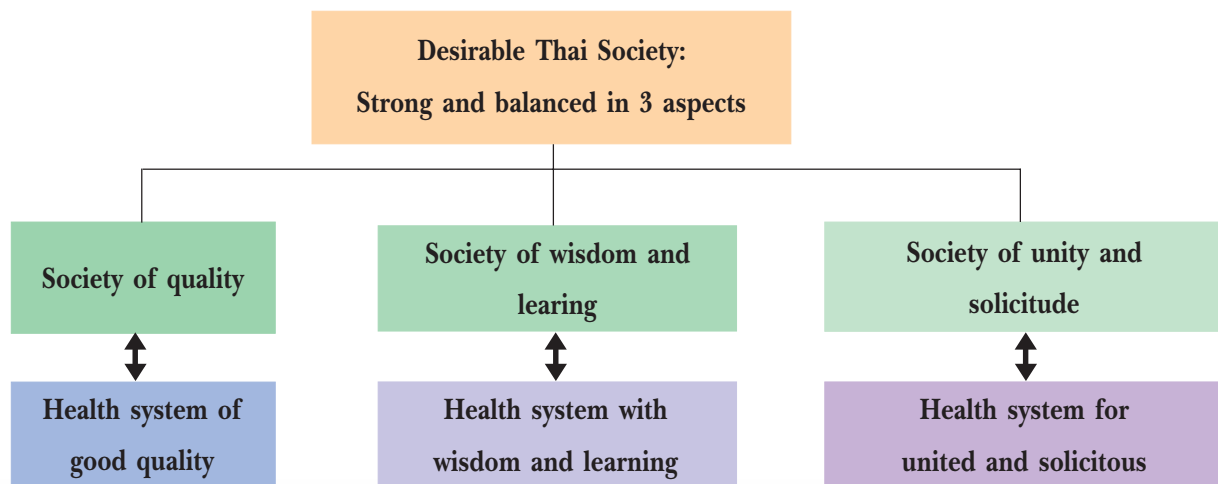 Desirable Thai Society:
Strong and balanced in 3 aspects
Society of quality
Society of wisdom and
learing
Society of unity and
solicitude
Health system of
good quality
Health system with
wisdom and learning
Health system for
united and solicitous